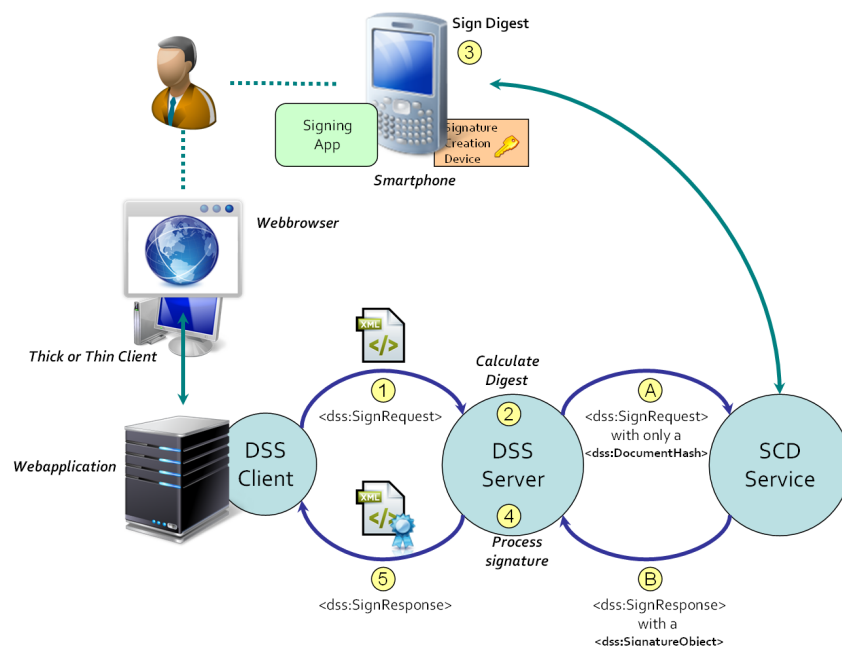 Sign Digest
3
Signing
App
Signature
Creation
Device
Smartphone
Webbrowser
Thick or Thin Client
XML
</>
Calculate
Digest
1
<dss:SignRequest>
2
A
<dss:SignRequest>
with only a
<dss:DocumentHash>
Webapplication
DSS
Client
DSS
Server
SCD
Service
XML
</>
4
Process
signature
5
<dss:SignResponse>
B
<dss:SignResponse>
with a
<dss:SignatureObject>